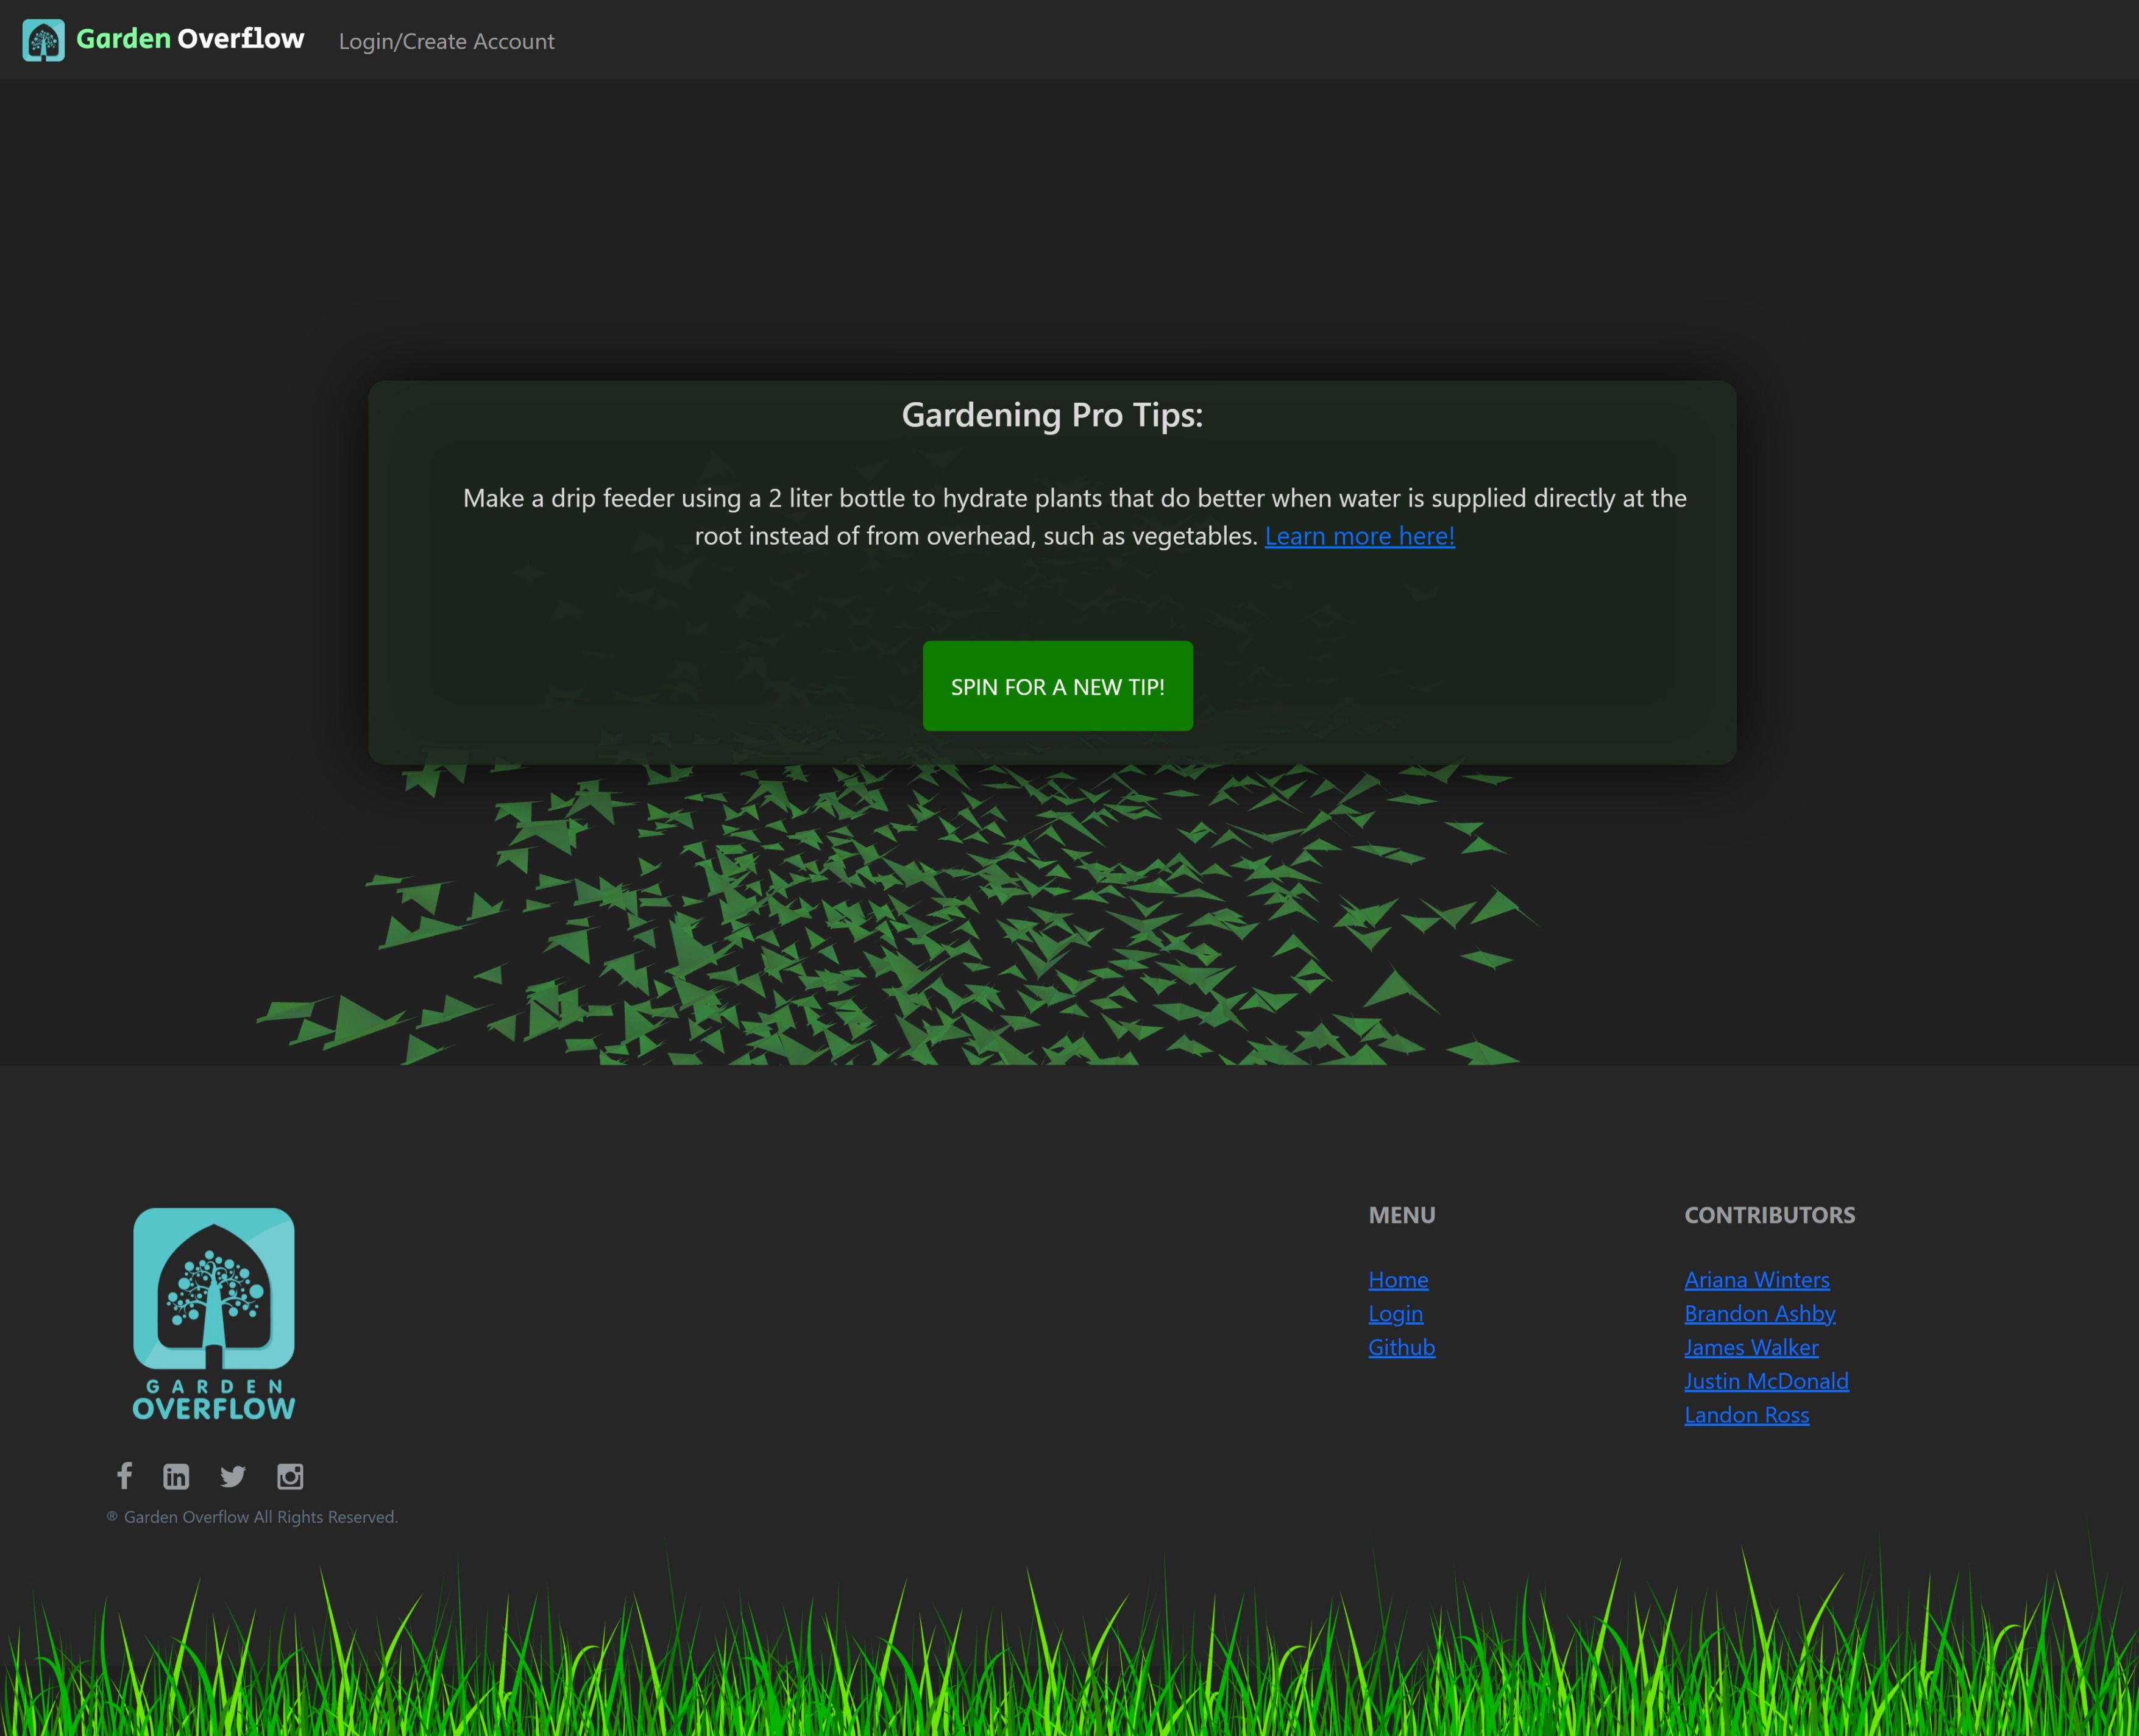 Garden Overflow
Login/Create Account
Gardening Pro Tips:
Make a drip feeder using a 2 liter bottle to hydrate plants that do better when water is supplied directly at the
root instead of from overhead, such as vegetables. Learn more here!
SPIN FOR A NEW TIP!
GARDEN
OVERFLOW
® Garden Overflow All Rights Reserved.
MENU
Home
Login
Github
CONTRIBUTORS
Ariana Winters
Brandon Ashby
James Walker
Justin McDonald
Landon Ross